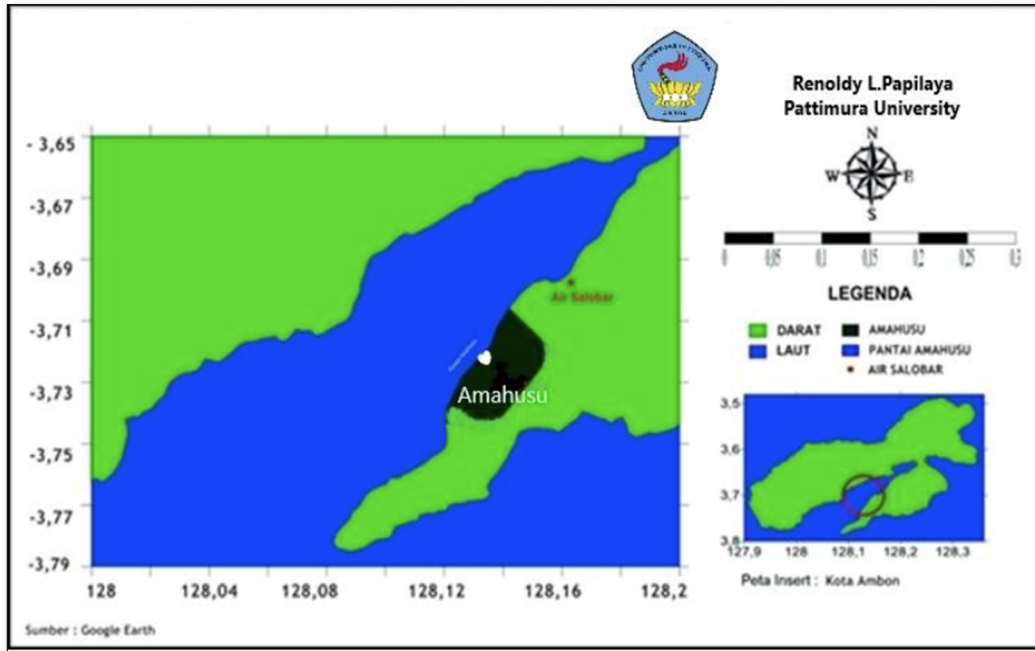 Renoldy L.Papilaya
Pattimura University
N
W E
S
0 0,05 0,1 0,15 0,2 0,25 0,3
LEGENDA
DARAT
LAUT
AMAHUSU
PANTAI AMAHUSU
AIR SALOBAR
- 3,65
-3,67
-3,69
-3,71
-3,73
-3,75
-3,77
-3,79
128 128,04 128,08 128,12 128,16 128,2
Air Salobar
Amahusu
3,5
3,6
3,7
3,8
127,9 128 128,1 128,2 128,3
Peta Insert : Kota Ambon
Sumber : Google Earth